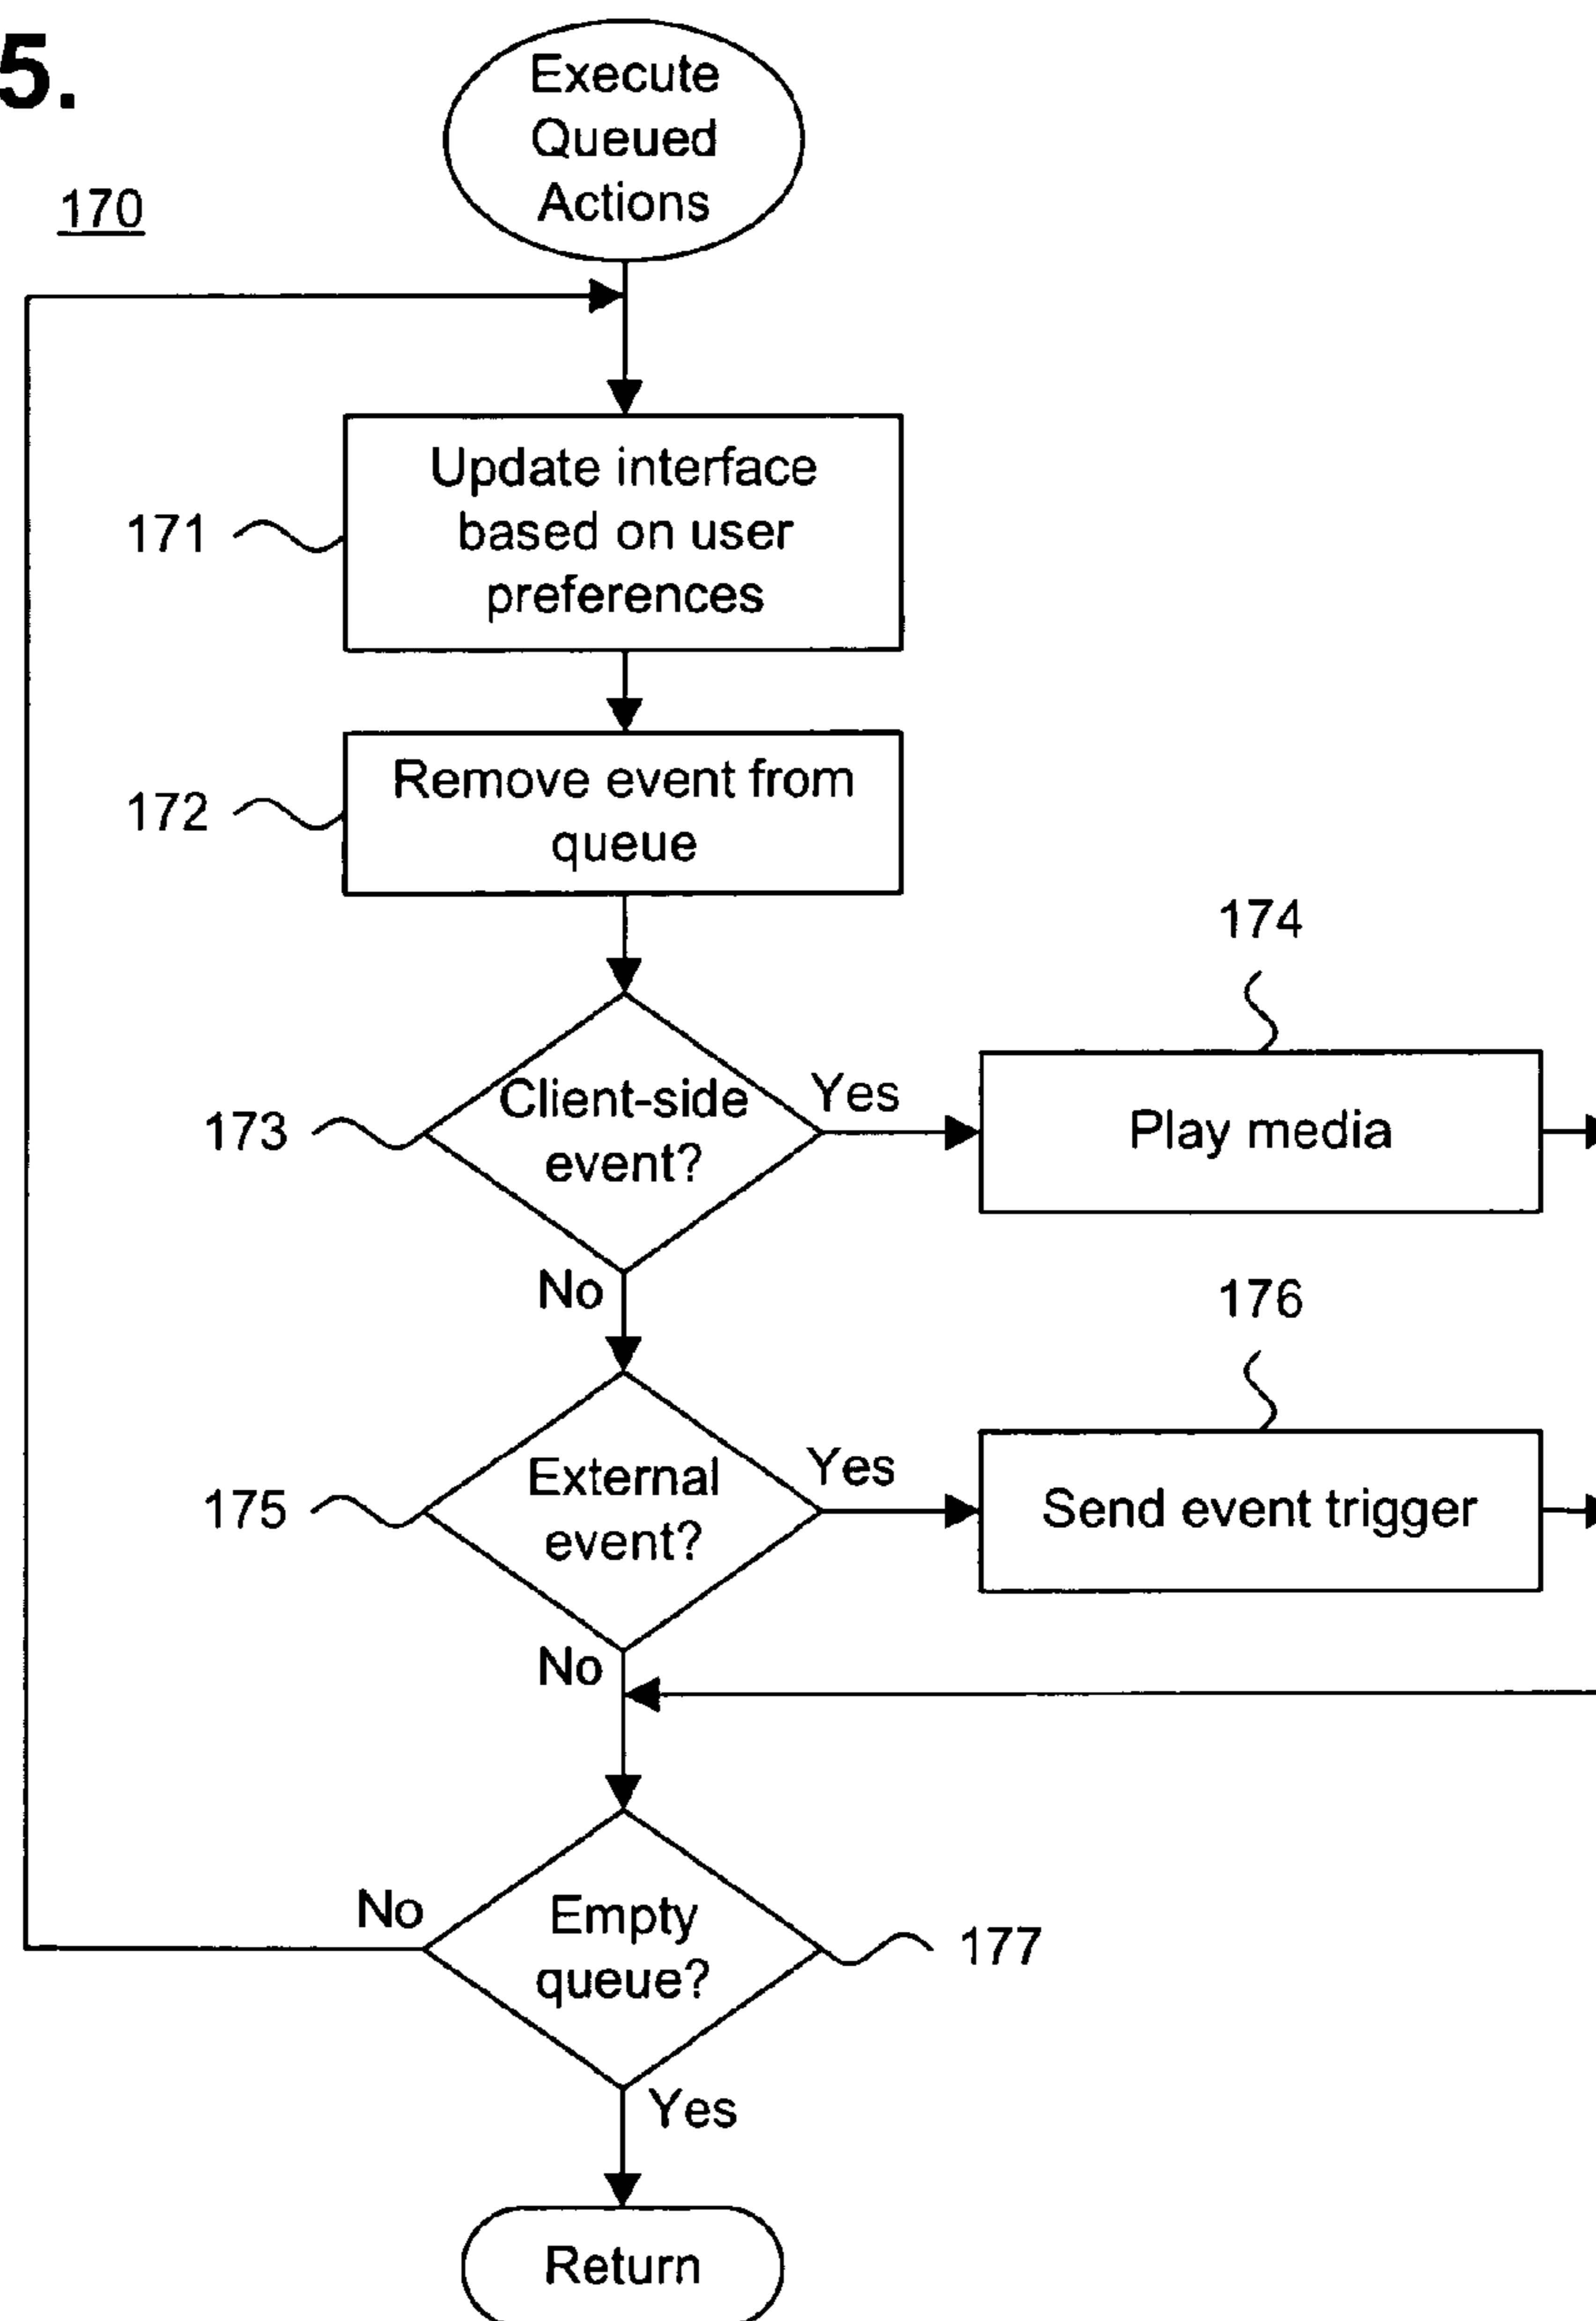 5.
Execute
Queued
Actions
170
Update interface
based on user
preferences
171
Remove event from
queue
172
174
Client-side
event?
Yes
Play media
173
No
176
External
event?
Yes
Send event trigger
175
No
No
Empty
queue?
177
Yes
Return